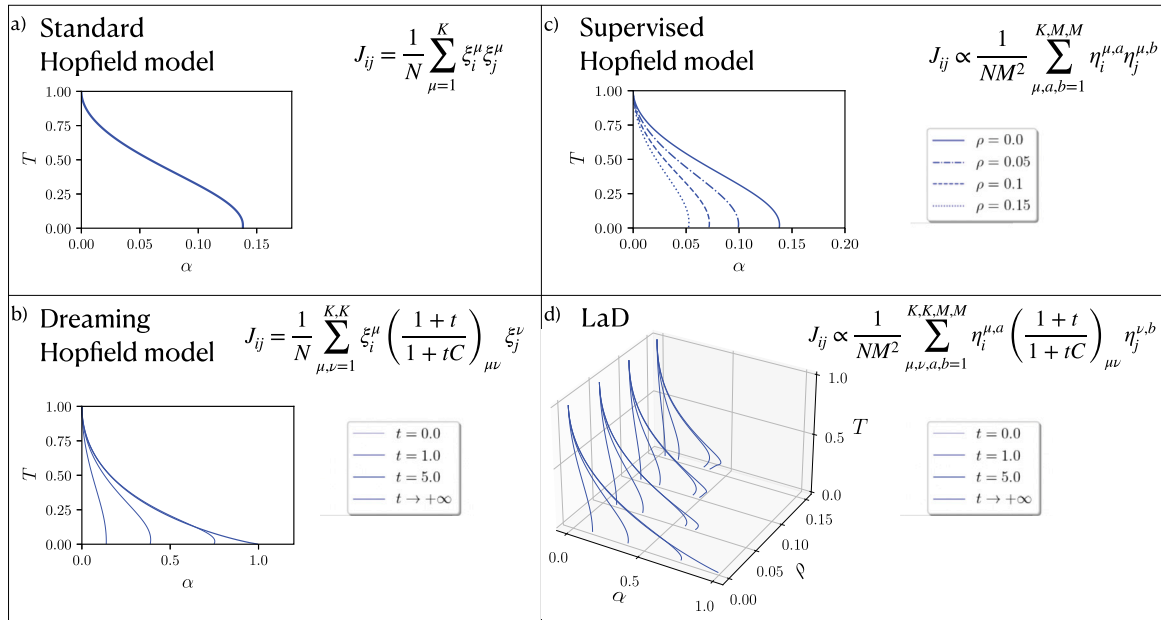 a) Standard
Hopfield model
J_{ij} = \frac{1}{N} \sum_{\mu=1}^{K} \xi_i^{\mu} \xi_j^{\mu}
1.00
0.75
0.50
0.25
0.00
T
0.00 0.05 0.10 0.15
α
c) Supervised
Hopfield model
J_{ij} \propto \frac{1}{NM^2} \sum_{\mu,a,b=1}^{K,M,M} \eta_i^{\mu,a} \eta_j^{\mu,b}
1.00
0.75
0.50
0.25
0.00
T
0.00 0.05 0.10 0.15 0.20
α
ρ = 0.0
ρ = 0.05
ρ = 0.1
ρ = 0.15
b) Dreaming
Hopfield model
J_{ij} = \frac{1}{N} \sum_{\mu,\nu=1}^{K,K} \xi_i^{\mu} \left( \frac{1+t}{1+tC} \right)_{\mu\nu} \xi_j^{\nu}
1.00
0.75
0.50
0.25
0.00
T
0.0 0.5 1.0
α
t = 0.0
t = 1.0
t = 5.0
t → +∞
d) LaD
J_{ij} \propto \frac{1}{NM^2} \sum_{\mu,\nu,a,b=1}^{K,K,M,M} \eta_i^{\mu,a} \left( \frac{1+t}{1+tC} \right)_{\mu\nu} \eta_j^{\nu,b}
1.0
0.5
0.0
T
0.15
0.10
0.05
0.00
ρ
0.0
0.5
1.0
α
t = 0.0
t = 1.0
t = 5.0
t → +∞